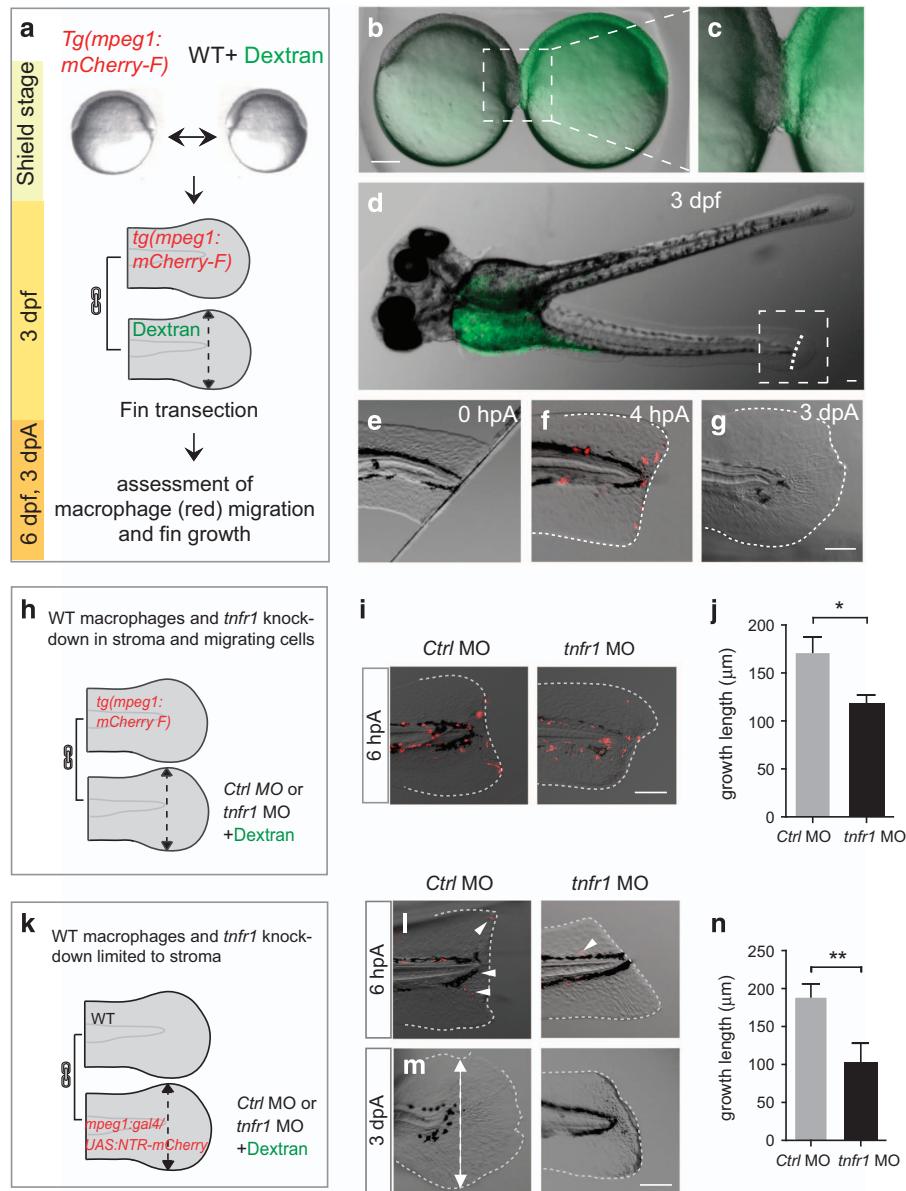 a
Tg(mpeg1:
mCherry-F)
WT+ Dextran
Shield stage
3 dpf
6 dpf, 3 dpA
tg(mpeg1:
mCherry-F)
Dextran
Fin transection
assessment of
macrophage (red) migration
and fin growth
b
c
d
3 dpf
e
0 hpA
f
4 hpA
g
3 dpA
h
WT macrophages and tnfr1 knock-
down in stroma and migrating cells
tg(mpeg1:
mCherry F)
Ctrl MO or
tnfr1 MO
+Dextran
i
Ctrl MO
tnfr1 MO
6 hpA
j
*
growth length (µm)
200
150
100
50
0
Ctrl MO
tnfr1 MO
k
WT macrophages and tnfr1 knock-
down limited to stroma
WT
mpeg1:gal4/
UAS:NTR-mCherry
Ctrl MO or
tnfr1 MO
+Dextran
Ctrl MO
tnfr1 MO
l
6 hpA
m
3 dpA
n
**
growth length (µm)
250
200
150
100
50
0
Ctrl MO
tnfr1 MO